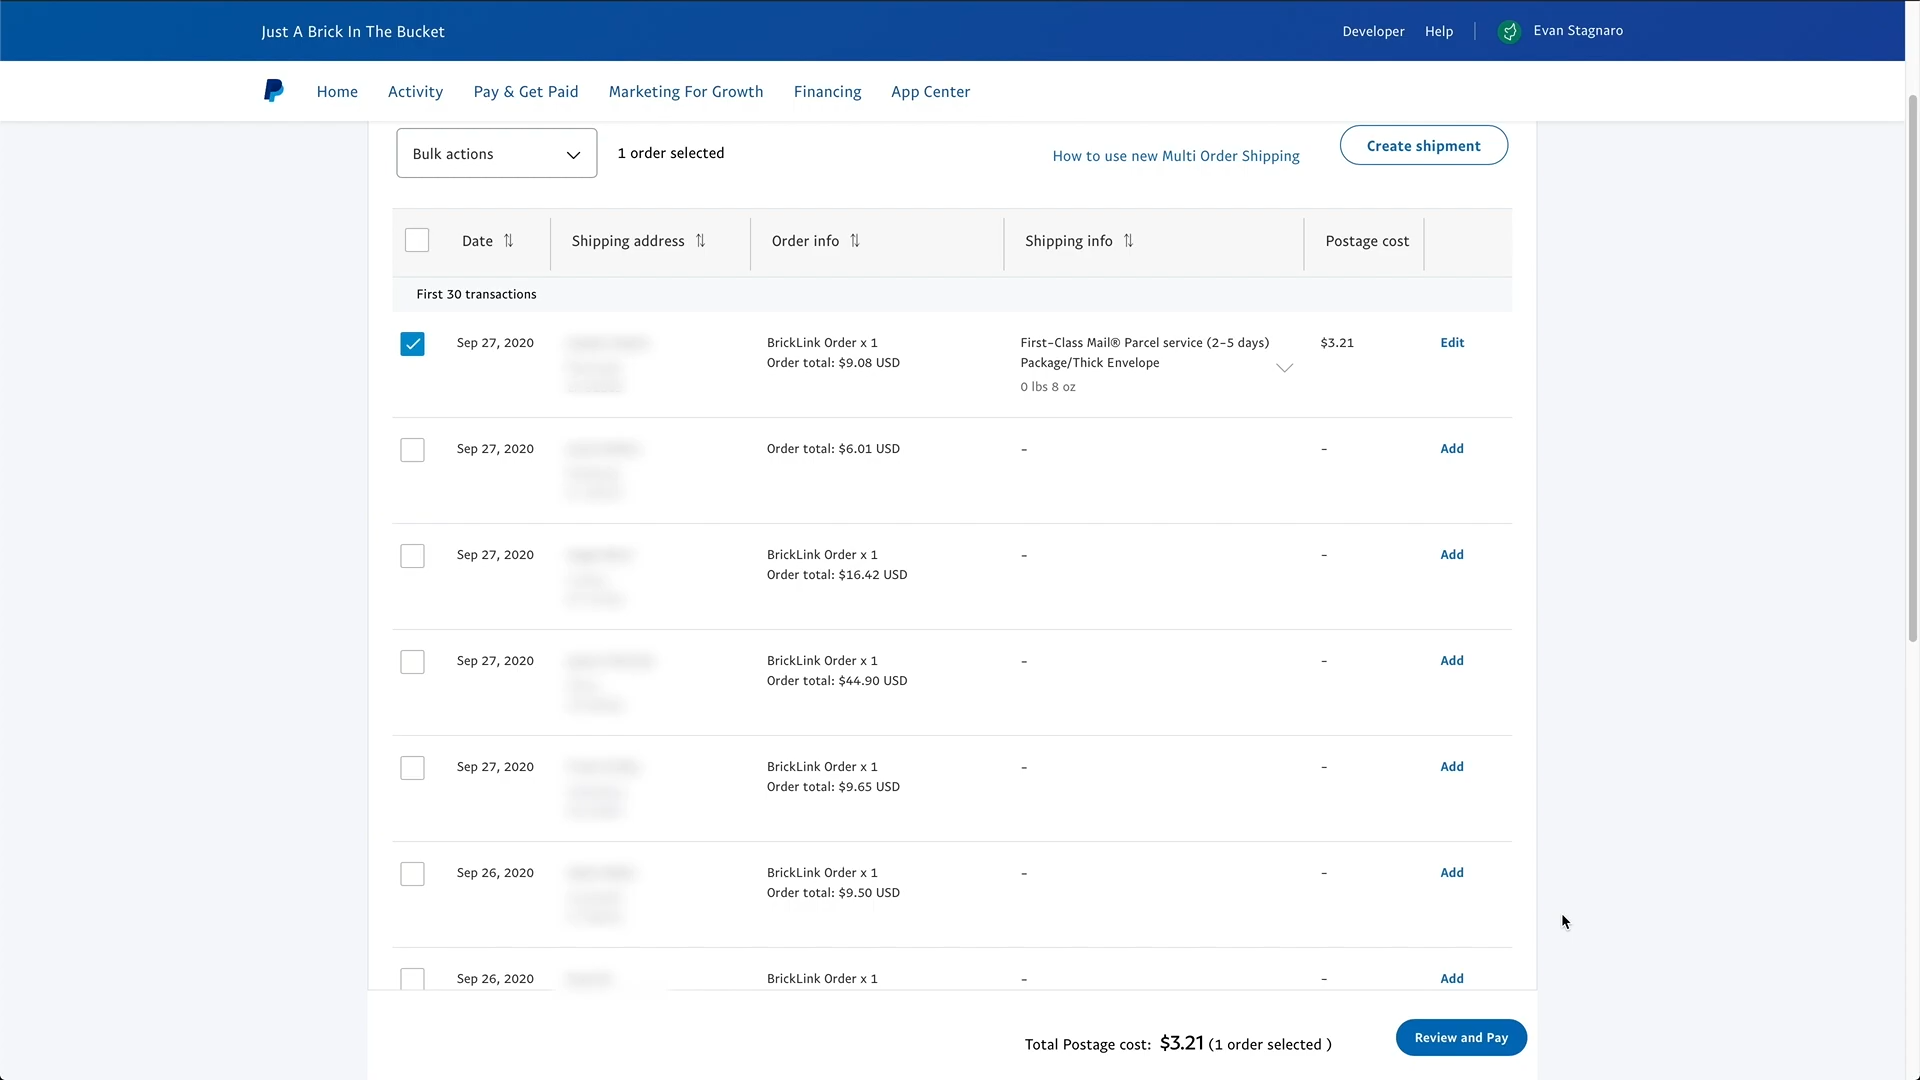 Just A Brick In The Bucket
Developer Help Evan Stagnaro
Home Activity Pay & Get Paid Marketing For Growth Financing App Center
Bulk actions 1 order selected How to use new Multi Order Shipping Create shipment
Date Shipping address Order info Shipping info Postage cost
First 30 transactions
Sep 27, 2020 BrickLink Order x 1 First-Class Mail® Parcel service (2-5 days) $3.21 Edit
Order total: $9.08 USD Package/Thick Envelope
0 lbs 8 oz
Sep 27, 2020 Order total: $6.01 USD - - Add
Sep 27, 2020 BrickLink Order x 1 - - Add
Order total: $16.42 USD
Sep 27, 2020 BrickLink Order x 1 - - Add
Order total: $44.90 USD
Sep 27, 2020 BrickLink Order x 1 - - Add
Order total: $9.65 USD
Sep 26, 2020 BrickLink Order x 1 - - Add
Order total: $9.50 USD
Sep 26, 2020 BrickLink Order x 1 - - Add
Total Postage cost: $3.21 (1 order selected ) Review and Pay